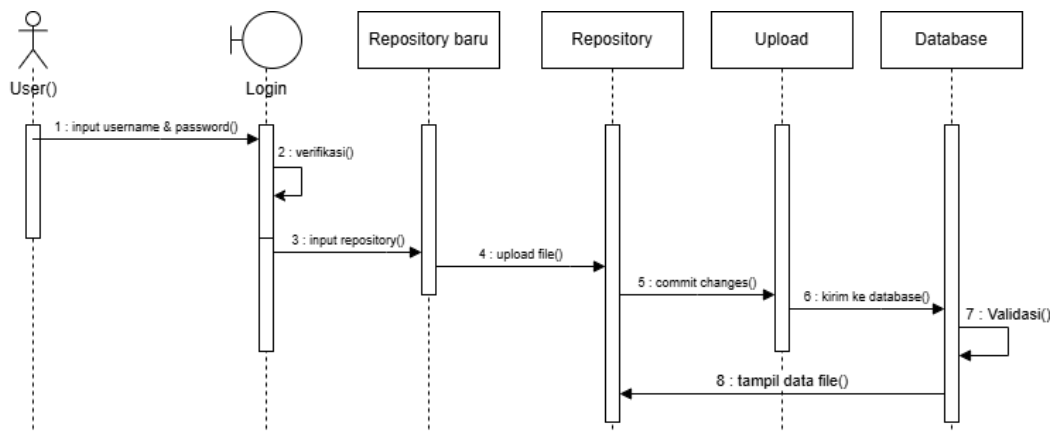 User()
Login
Repository baru
Repository
Upload
Database
1 : input username & password()
2 : verifikasi()
3 : input repository()
4 : upload file()
5 : commit changes()
6 : kirim ke database()
7 : Validasi()
8 : tampil data file()